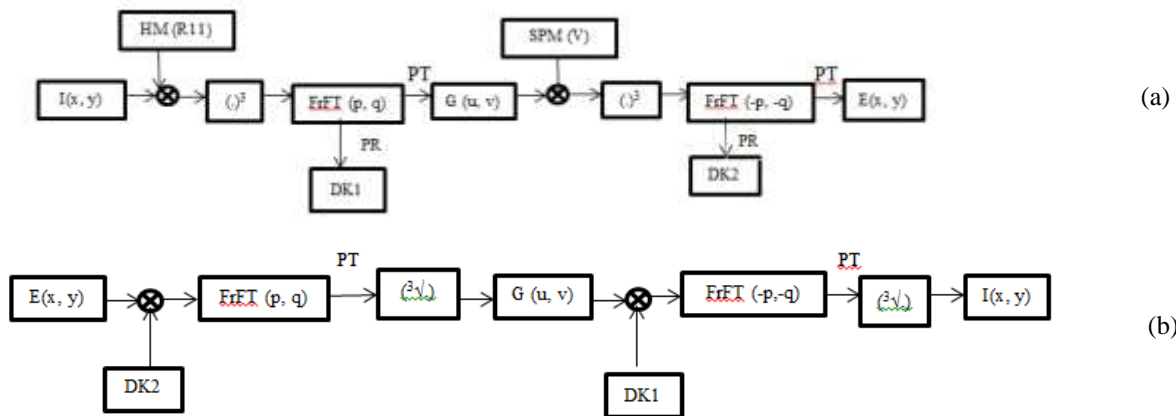 HM (R11)
SPM (V)
I(x, y)
(.)³
FrFT (p, q)
PT
G (u, v)
(.)³
FrFT (-p, -q)
PT
E(x, y)
(a)
PR
DK1
PR
DK2
E(x, y)
FrFT (p, q)
PT
(³√.)
G (u, v)
FrFT (-p,-q)
PT
(³√.)
I(x, y)
(b)
DK2
DK1